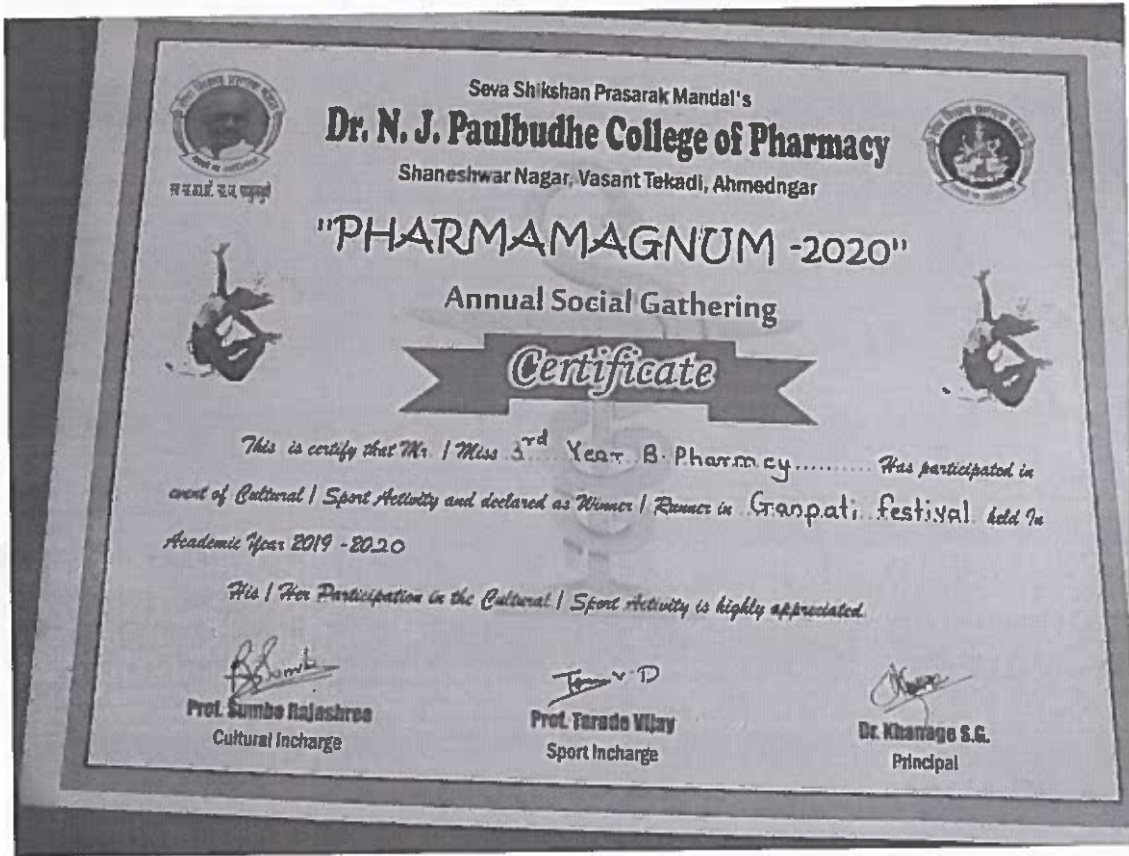 Seva Shikshan Prasarak Mandal's
Dr. N. J. Paulbudhe College of Pharmacy
Shaneshwar Nagar, Vasant Tekadi, Ahmedngar
"PHARMAMAGNUM -2020"
Annual Social Gathering
Certificate
This is certify that Mr. / Miss 3rd Year B. Pharmcy.......... Has participated in
event of Cultural / Sport Activity and declared as Winner / Runner in Ganpati festival held In
Academic Year 2019 -2020
His / Her Participation in the Cultural / Sport Activity is highly appreciated.
Prof. Sumbe Rajashree
Cultural Incharge
Prof. Tarade Vijay
Sport Incharge
Dr. Khanage S.G.
Principal